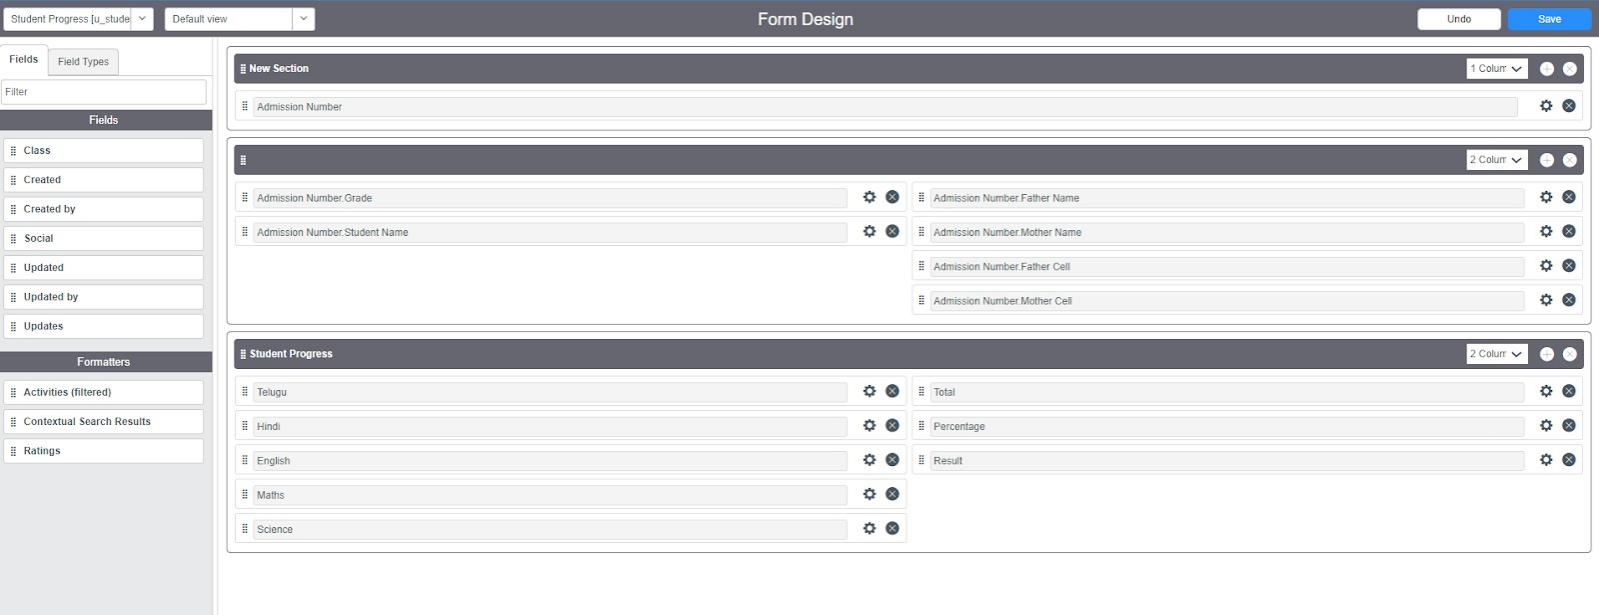 Student Progress [u_stude
Default view
Form Design
Undo
Save
Fields
Field Types
Filter
Fields
Class
Created
Created by
Social
Updated
Updated by
Updates
Formatters
Activities (filtered)
Contextual Search Results
Ratings
New Section
1 Colum
Admission Number
2 Colum
Admission Number.Grade
Admission Number.Student Name
Admission Number.Father Name
Admission Number.Mother Name
Admission Number.Father Cell
Admission Number.Mother Cell
Student Progress
2 Colum
Telugu
Hindi
English
Maths
Science
Total
Percentage
Result